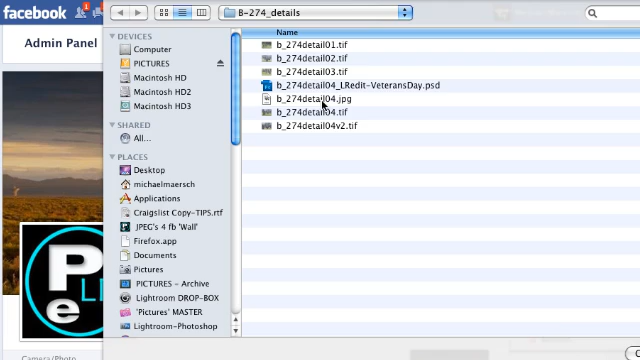 facebook
B-274_details
Admin Panel
Name
DEVICES
Computer
PICTURES
Macintosh HD
Macintosh HD2
Macintosh HD3
SHARED
All...
PLACES
Desktop
michaelmaersch
Applications
Craigslist Copy-TIPS.rtf
JPEG's 4 fb 'Wall'
Firefox.app
Documents
Pictures
PICTURES - Archive
Lightroom DROP-BOX
'Pictures' MASTER
Lightroom-Photoshop
b_274detail01.tif
b_274detail02.tif
b_274detail03.tif
b_274detail04_LRedit-VeteransDay.psd
b_274detail04.jpg
b_274detail04.tif
b_274detail04v2.tif
Pe
LI
Camera/Photo